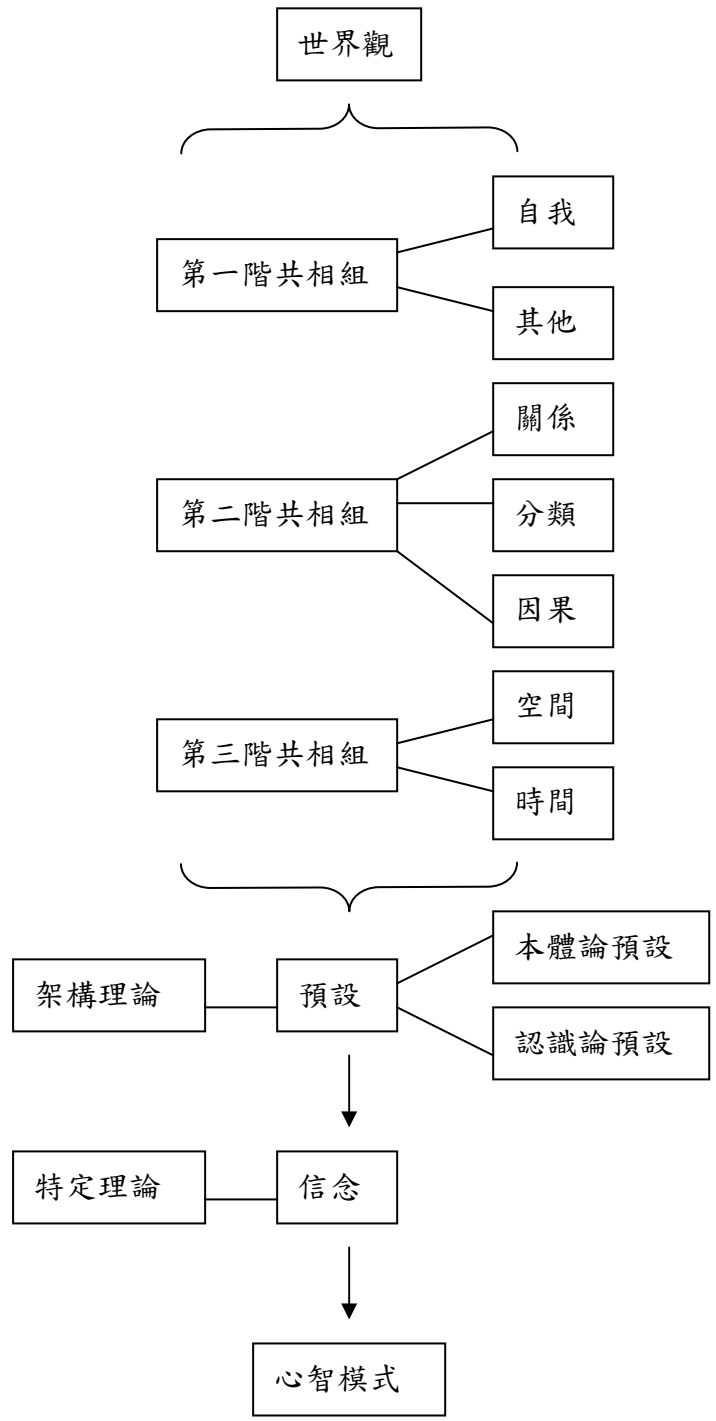 世界觀
自我
第一階共相組
其他
關係
第二階共相組
分類
因果
空間
第三階共相組
時間
本體論預設
架構理論
預設
認識論預設
特定理論
信念
心智模式